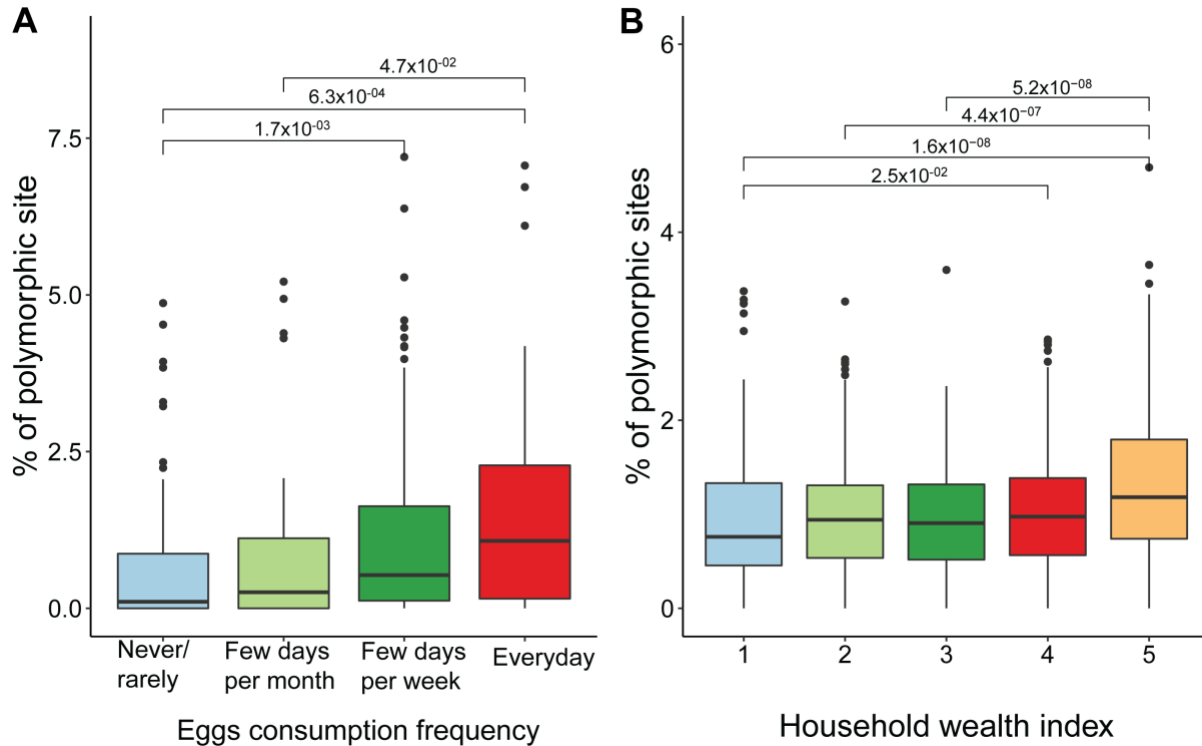 A
4.7x10⁻⁰²
6.3x10⁻⁰⁴
1.7x10⁻⁰³
7.5
5.0
2.5
0.0
% of polymorphic site
Never/
rarely
Few days
per month
Few days
per week
Everyday
Eggs consumption frequency
B
6
5.2x10⁻⁰⁸
4.4x10⁻⁰⁷
1.6x10⁻⁰⁸
2.5x10⁻⁰²
4
2
0
% of polymorphic sites
1 2 3 4 5
Household wealth index